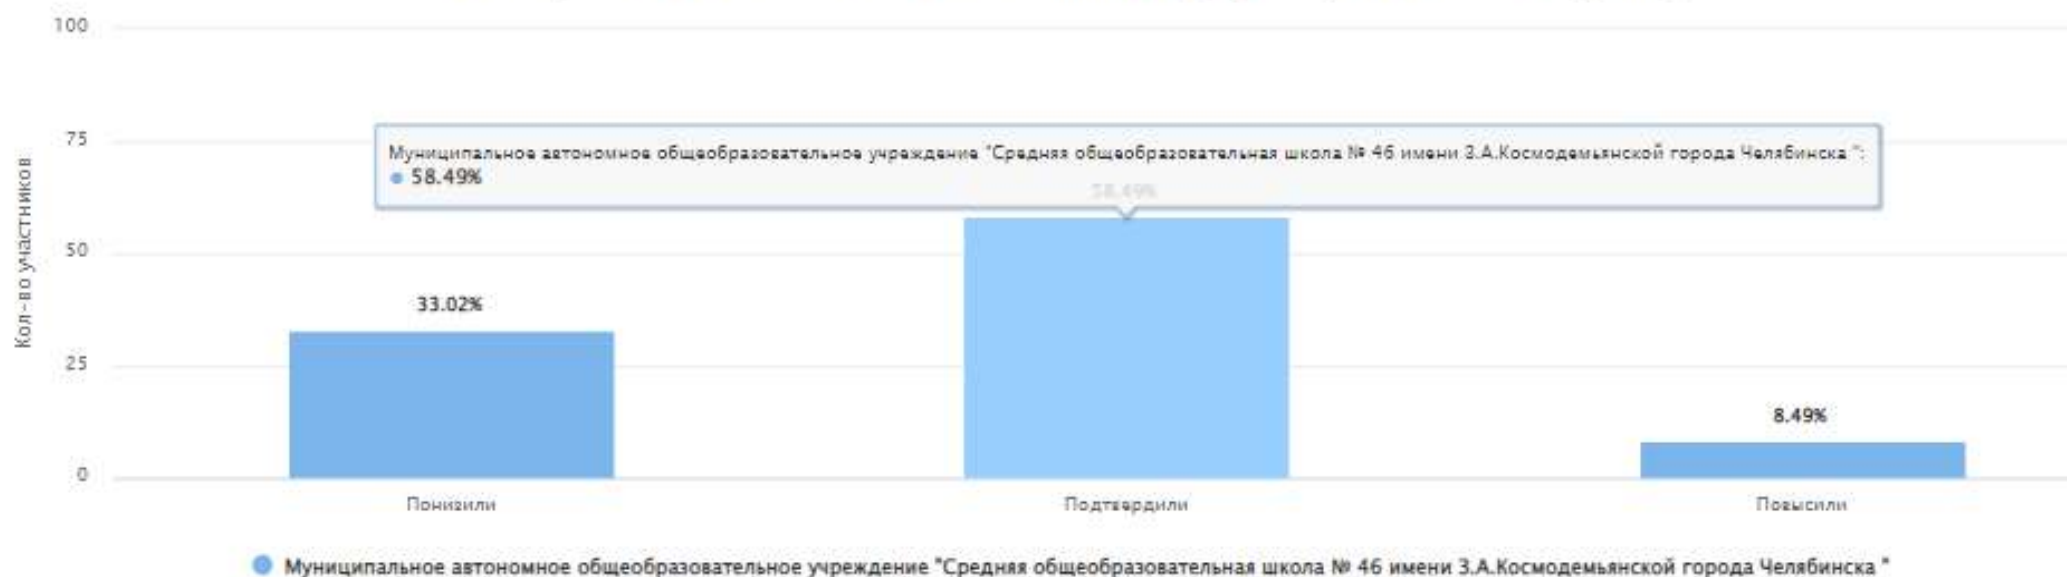 100
75
50
25
0
Кол-во участников
Муниципальное автономное общеобразовательное учреждение "Средняя общеобразовательная школа № 46 имени З.А.Космодемьянской города Челябинска ":
58.49%
58.49%
33.02%
8.49%
Понизили
Подтвердили
Повысили
Муниципальное автономное общеобразовательное учреждение "Средняя общеобразовательная школа № 46 имени З.А.Космодемьянской города Челябинска "